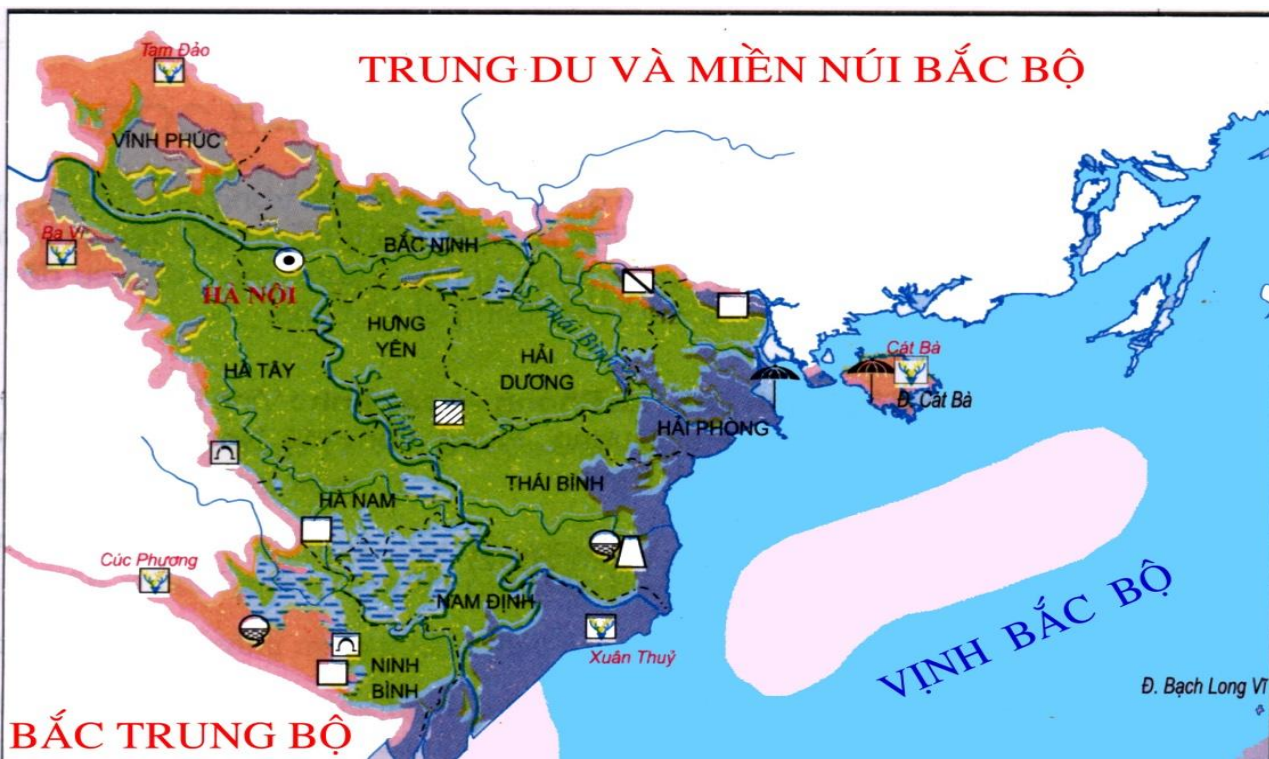 Tam Đảo
TRUNG DU VÀ MIỀN NÚI BẮC BỘ
VĨNH PHÚC
Ba Vì
BẮC NINH
HÀ NỘI
S. Thái Bình
HƯNG
YÊN
HẢI
DƯƠNG
HÀ TÂY
S. Hồng
Cát Bà
Đ. Cát Bà
HẢI PHÒNG
THÁI BÌNH
HÀ NAM
Cúc Phương
NAM ĐỊNH
Xuân Thuỷ
NINH
BÌNH
VỊNH BẮC BỘ
Đ. Bạch Long Vĩ
BẮC TRUNG BỘ